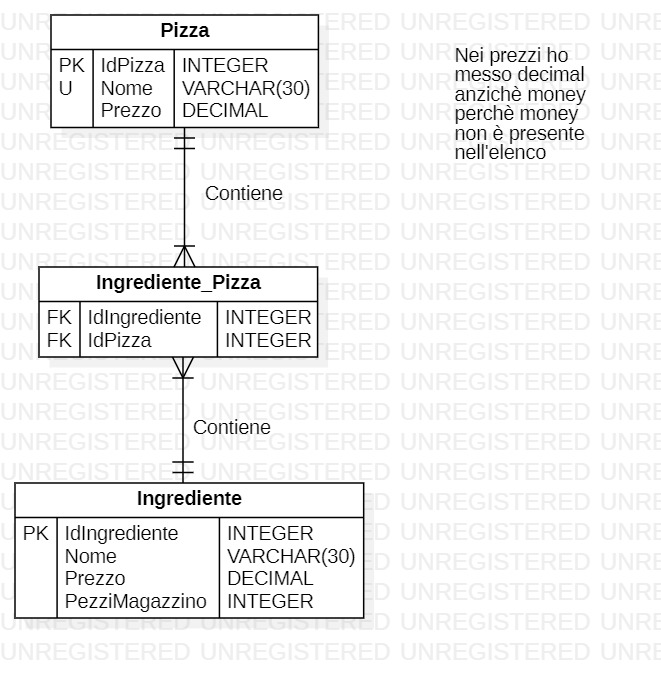 Pizza
PK IdPizza INTEGER
U Nome VARCHAR(30)
Prezzo DECIMAL
Nei prezzi ho
messo decimal
anzichè money
perchè money
non è presente
nell'elenco
Contiene
Ingrediente_Pizza
FK IdIngrediente INTEGER
FK IdPizza INTEGER
Contiene
Ingrediente
PK IdIngrediente INTEGER
Nome VARCHAR(30)
Prezzo DECIMAL
PezziMagazzino INTEGER
UNREGISTERED UNREGISTERED UNREGISTERED UNRE